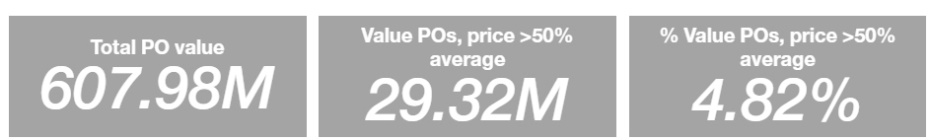 Total PO value
607.98M
Value POs, price >50%
average
29.32M
% Value POs, price >50%
average
4.82%